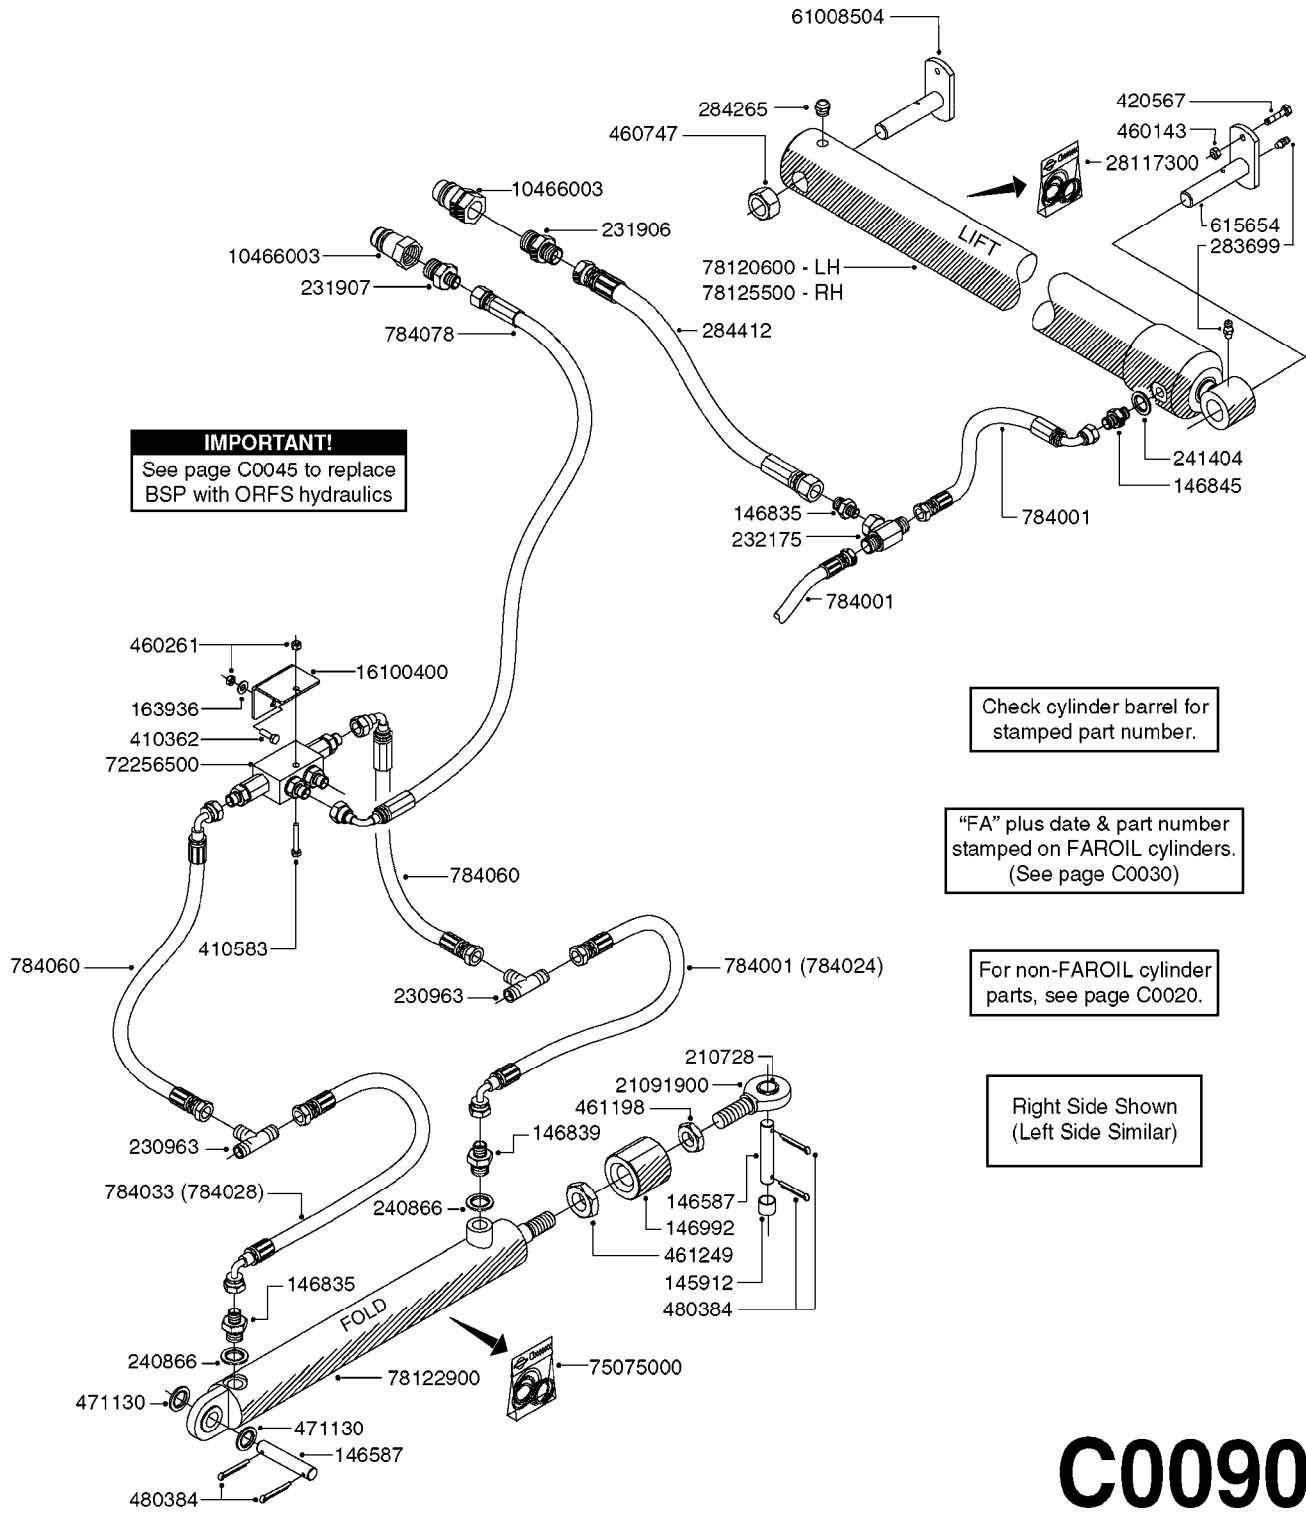 61008504
284265
460747
420567
460143
28117300
10466003
231906
615654
283699
10466003
231907
78120600 - LH
78125500 - RH
LIFT
784078
284412
IMPORTANT!
See page C0045 to replace
BSP with ORFS hydraulics
241404
146845
146835
232175
784001
784001
460261
16100400
163936
410362
72256500
Check cylinder barrel for
stamped part number.
"FA" plus date & part number
stamped on FAROIL cylinders.
(See page C0030)
784060
410583
784060
784001 (784024)
230963
For non-FAROIL cylinder
parts, see page C0020.
210728
21091900
461198
146839
230963
Right Side Shown
(Left Side Similar)
784033 (784028)
240866
146587
146992
461249
145912
480384
146835
FOLD
240866
78122900
75075000
471130
471130
146587
480384
C0090